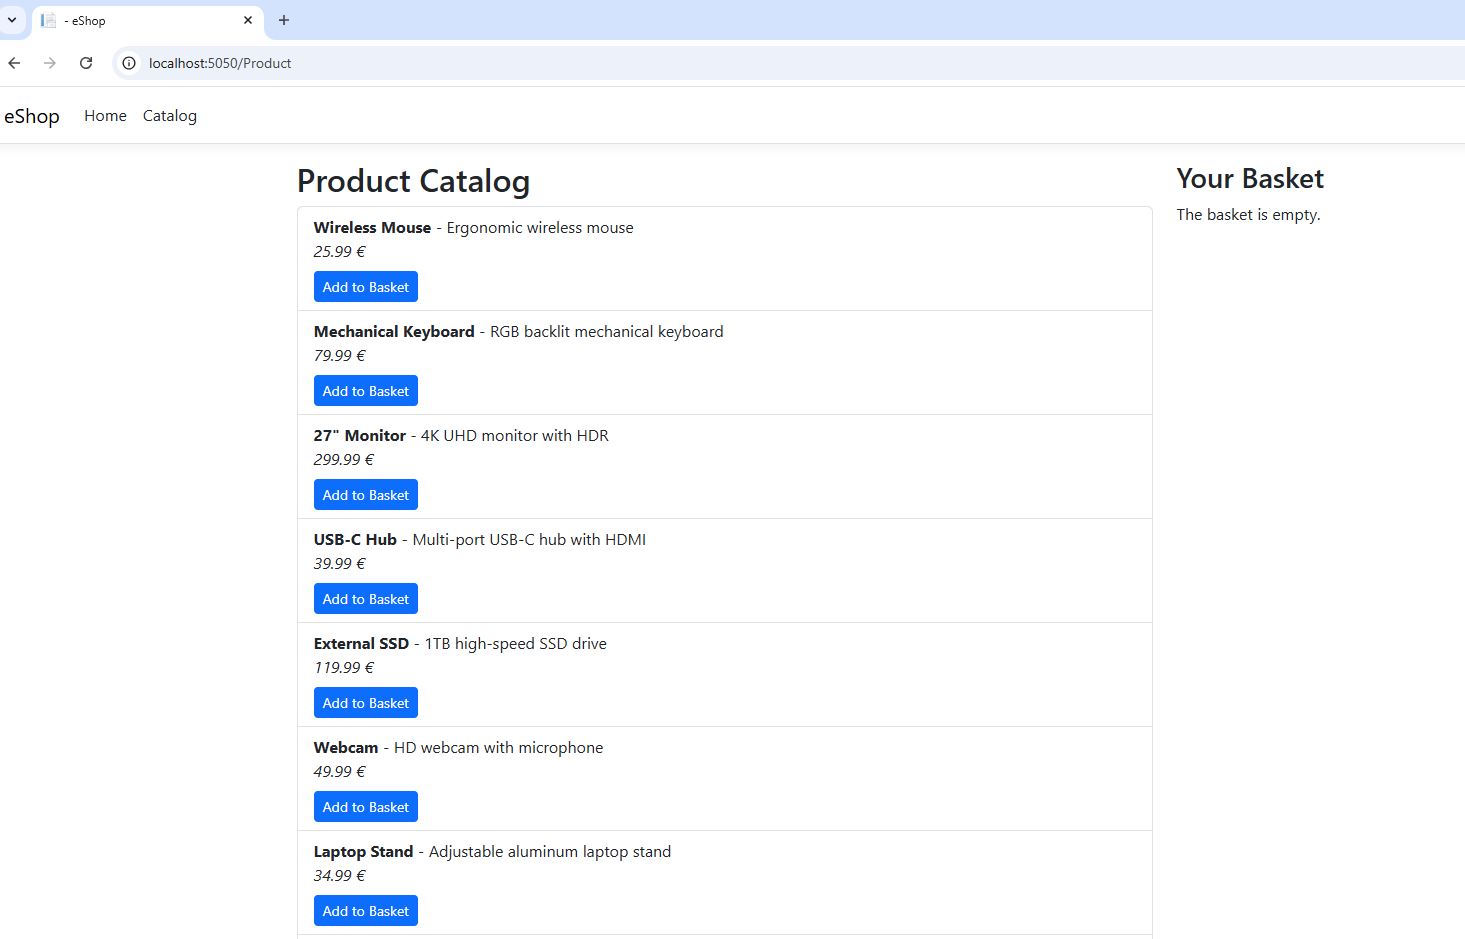 - eShop
localhost:5050/Product
eShop Home Catalog
Product Catalog
Wireless Mouse - Ergonomic wireless mouse
25.99 €
Add to Basket
Mechanical Keyboard - RGB backlit mechanical keyboard
79.99 €
Add to Basket
27" Monitor - 4K UHD monitor with HDR
299.99 €
Add to Basket
USB-C Hub - Multi-port USB-C hub with HDMI
39.99 €
Add to Basket
External SSD - 1TB high-speed SSD drive
119.99 €
Add to Basket
Webcam - HD webcam with microphone
49.99 €
Add to Basket
Laptop Stand - Adjustable aluminum laptop stand
34.99 €
Add to Basket
Your Basket
The basket is empty.